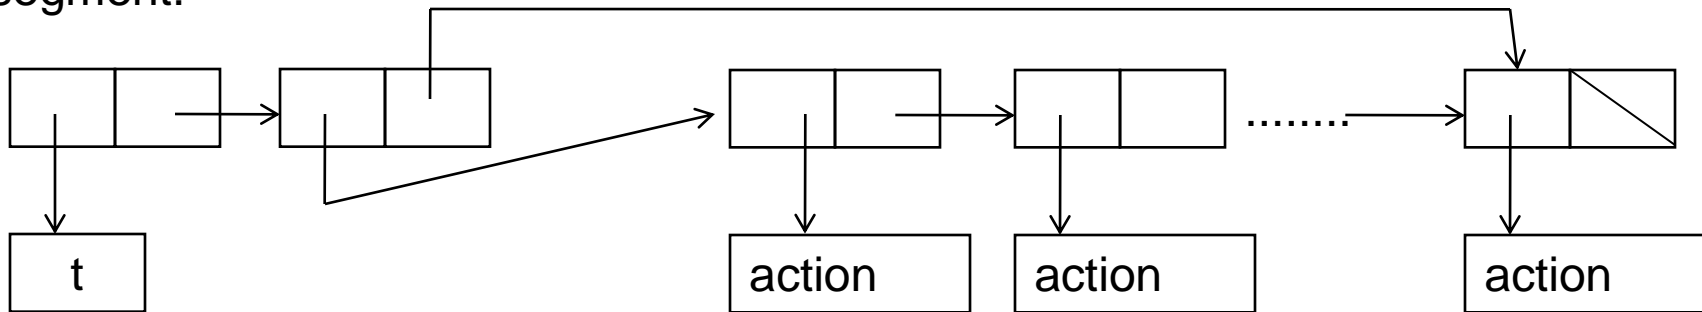 segment.
........
t action action action